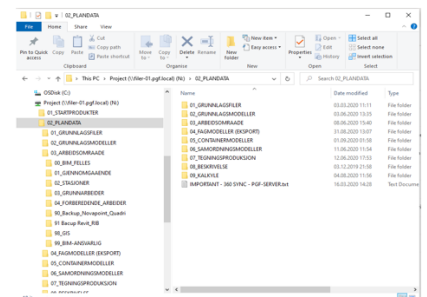 02_PLANDATA
File Home Share View
Pin to Quick access
Copy
Paste
Cut
Copy path
Paste shortcut
Move to
Copy to
Delete
Rename
New folder
New item
Easy access
Properties
Open
Edit
History
Select all
Select none
Invert selection
Clipboard
Organise
New
Open
Select
This PC > Project (\\filer-01.pgf.local) (N:) > 02_PLANDATA
Search 02_PLANDATA
OSDisk (C:)
Project (\\filer-01.pgf.local) (N:)
01_STARTPRODUKTER
02_PLANDATA
01_GRUNNLAGSFILER
02_GRUNNLAGSMODELLER
03_ARBEIDSOMRAADE
00_BIM_FELLES
01_GJENNOMGAAENDE
02_STASJONER
03_GRUNNARBEIDER
04_FORBEREDENDE_ARBEIDER
90_Backup_Novapoint_Quadri
91 Bacup Revit_RIB
98_GIS
99_BIM-ANSVARLIG
04_FAGMODELLER (EKSPORT)
05_CONTAINERMODELLER
06_SAMORDNINGSMODELLER
07_TEGNINGSPRODUKSJON
Name Date modified Type
01_GRUNNLAGSFILER 03.03.2020 11:11 File folder
02_GRUNNLAGSMODELLER 03.06.2020 13:35 File folder
03_ARBEIDSOMRAADE 06.06.2020 13:40 File folder
04_FAGMODELLER (EKSPORT) 31.08.2020 13:07 File folder
05_CONTAINERMODELLER 01.09.2020 01:58 File folder
06_SAMORDNINGSMODELLER 11.06.2020 11:54 File folder
07_TEGNINGSPRODUKSJON 12.06.2020 17:53 File folder
08_BESKRIVELSE 03.12.2019 21:58 File folder
09_KALKYLE 04.08.2020 11:56 File folder
IMPORTANT - 360 SYNC - PGF-SERVER.txt 16.03.2020 14:20 Text Docume